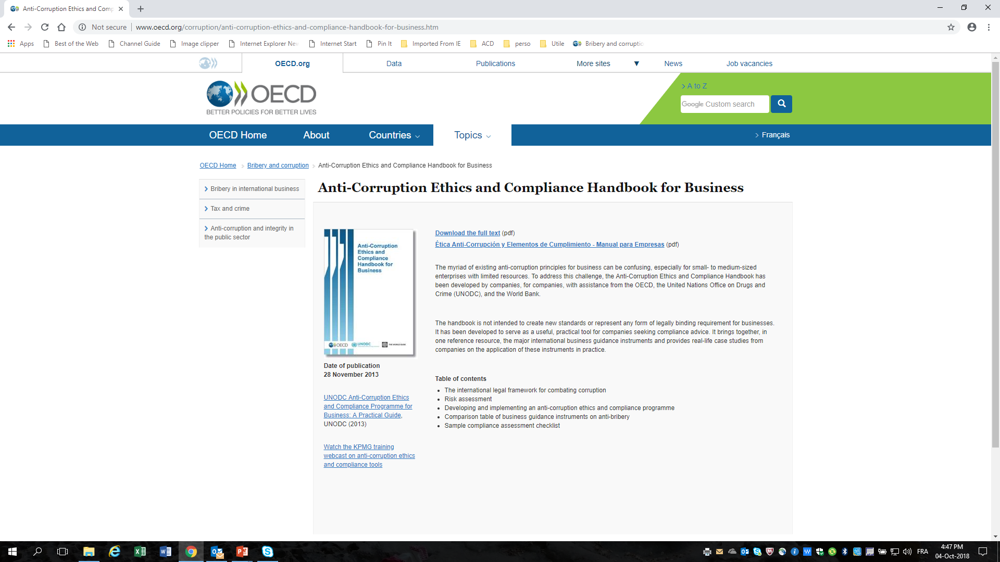 Anti-Corruption Ethics and Comp
Not secure | www.oecd.org/corruption/anti-corruption-ethics-and-compliance-handbook-for-business.htm
Apps Best of the Web Channel Guide Image clipper Internet Explorer Nev Internet Start Pin It Imported From IE ACD perso Utile Bribery and corruptio
OECD.org Data Publications More sites ▼ News Job vacancies
> A to Z
OECD
Google Custom search
BETTER POLICIES FOR BETTER LIVES
OECD Home About Countries Topics > Français
OECD Home > Bribery and corruption > Anti-Corruption Ethics and Compliance Handbook for Business
Bribery in international business
Tax and crime
Anti-corruption and integrity in
the public sector
Anti-Corruption Ethics and Compliance Handbook for Business
Anti-Corruption
Ethics and
Compliance
Handbook for
Business
OECD UNODC THE WORLD BANK
Date of publication
28 November 2013
UNODC Anti-Corruption Ethics
and Compliance Programme for
Business: A Practical Guide,
UNODC (2013)
Watch the KPMG training
webcast on anti-corruption ethics
and compliance tools
Download the full text (pdf)
Ética Anti-Corrupción y Elementos de Cumplimiento - Manual para Empresas (pdf)
The myriad of existing anti-corruption principles for business can be confusing, especially for small- to medium-sized
enterprises with limited resources. To address this challenge, the Anti-Corruption Ethics and Compliance Handbook has
been developed by companies, for companies, with assistance from the OECD, the United Nations Office on Drugs and
Crime (UNODC), and the World Bank.
The handbook is not intended to create new standards or represent any form of legally binding requirement for businesses.
It has been developed to serve as a useful, practical tool for companies seeking compliance advice. It brings together, in
one reference resource, the major international business guidance instruments and provides real-life case studies from
companies on the application of these instruments in practice.
Table of contents
• The international legal framework for combating corruption
• Risk assessment
• Developing and implementing an anti-corruption ethics and compliance programme
• Comparison table of business guidance instruments on anti-bribery
• Sample compliance assessment checklist
FRA
4:47 PM
04-Oct-2018